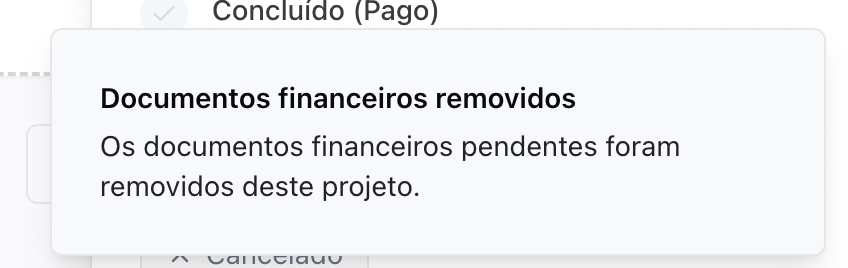 Concluído (Pago)
Documentos financeiros removidos
Os documentos financeiros pendentes foram
removidos deste projeto.
Cancelado